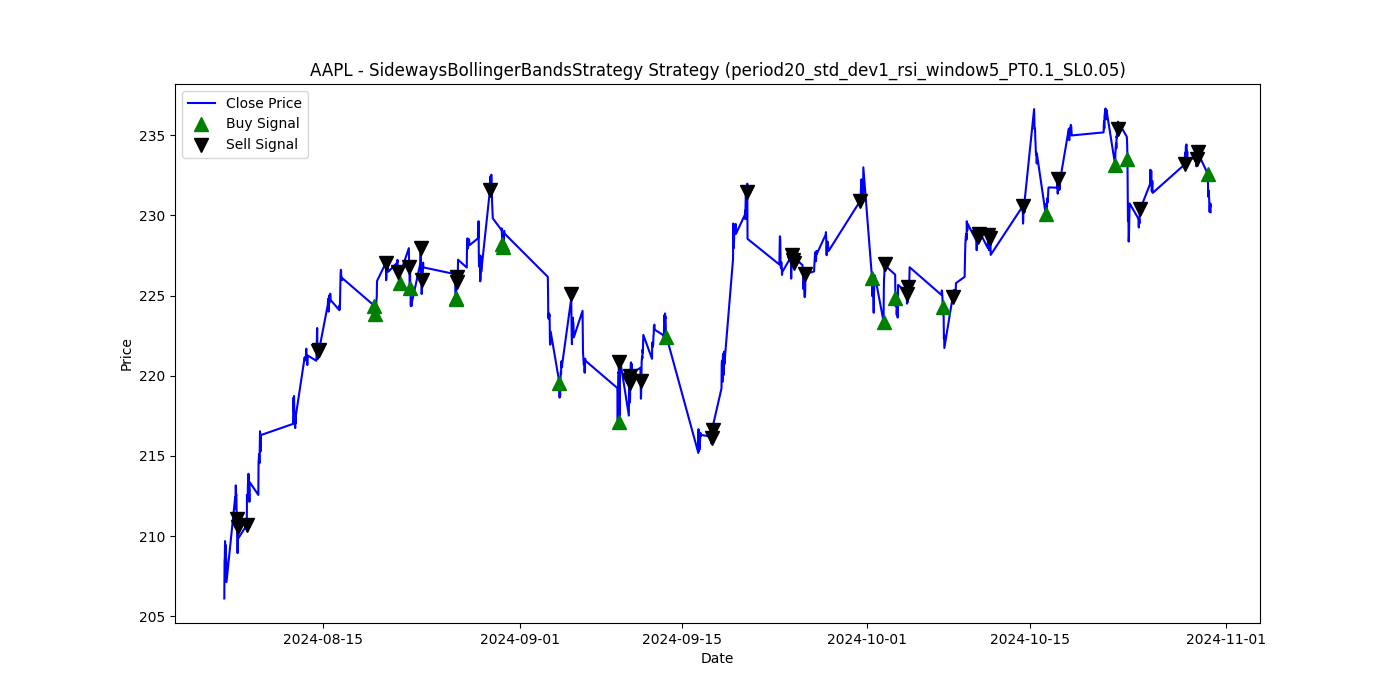 AAPL - SidewaysBollingerBandsStrategy Strategy (period20_std_dev1_rsi_window5_PT0.1_SL0.05)
Close Price
Buy Signal
Sell Signal
235
230
225
220
215
210
205
Price
2024-08-15
2024-09-01
2024-09-15
2024-10-01
2024-10-15
2024-11-01
Date